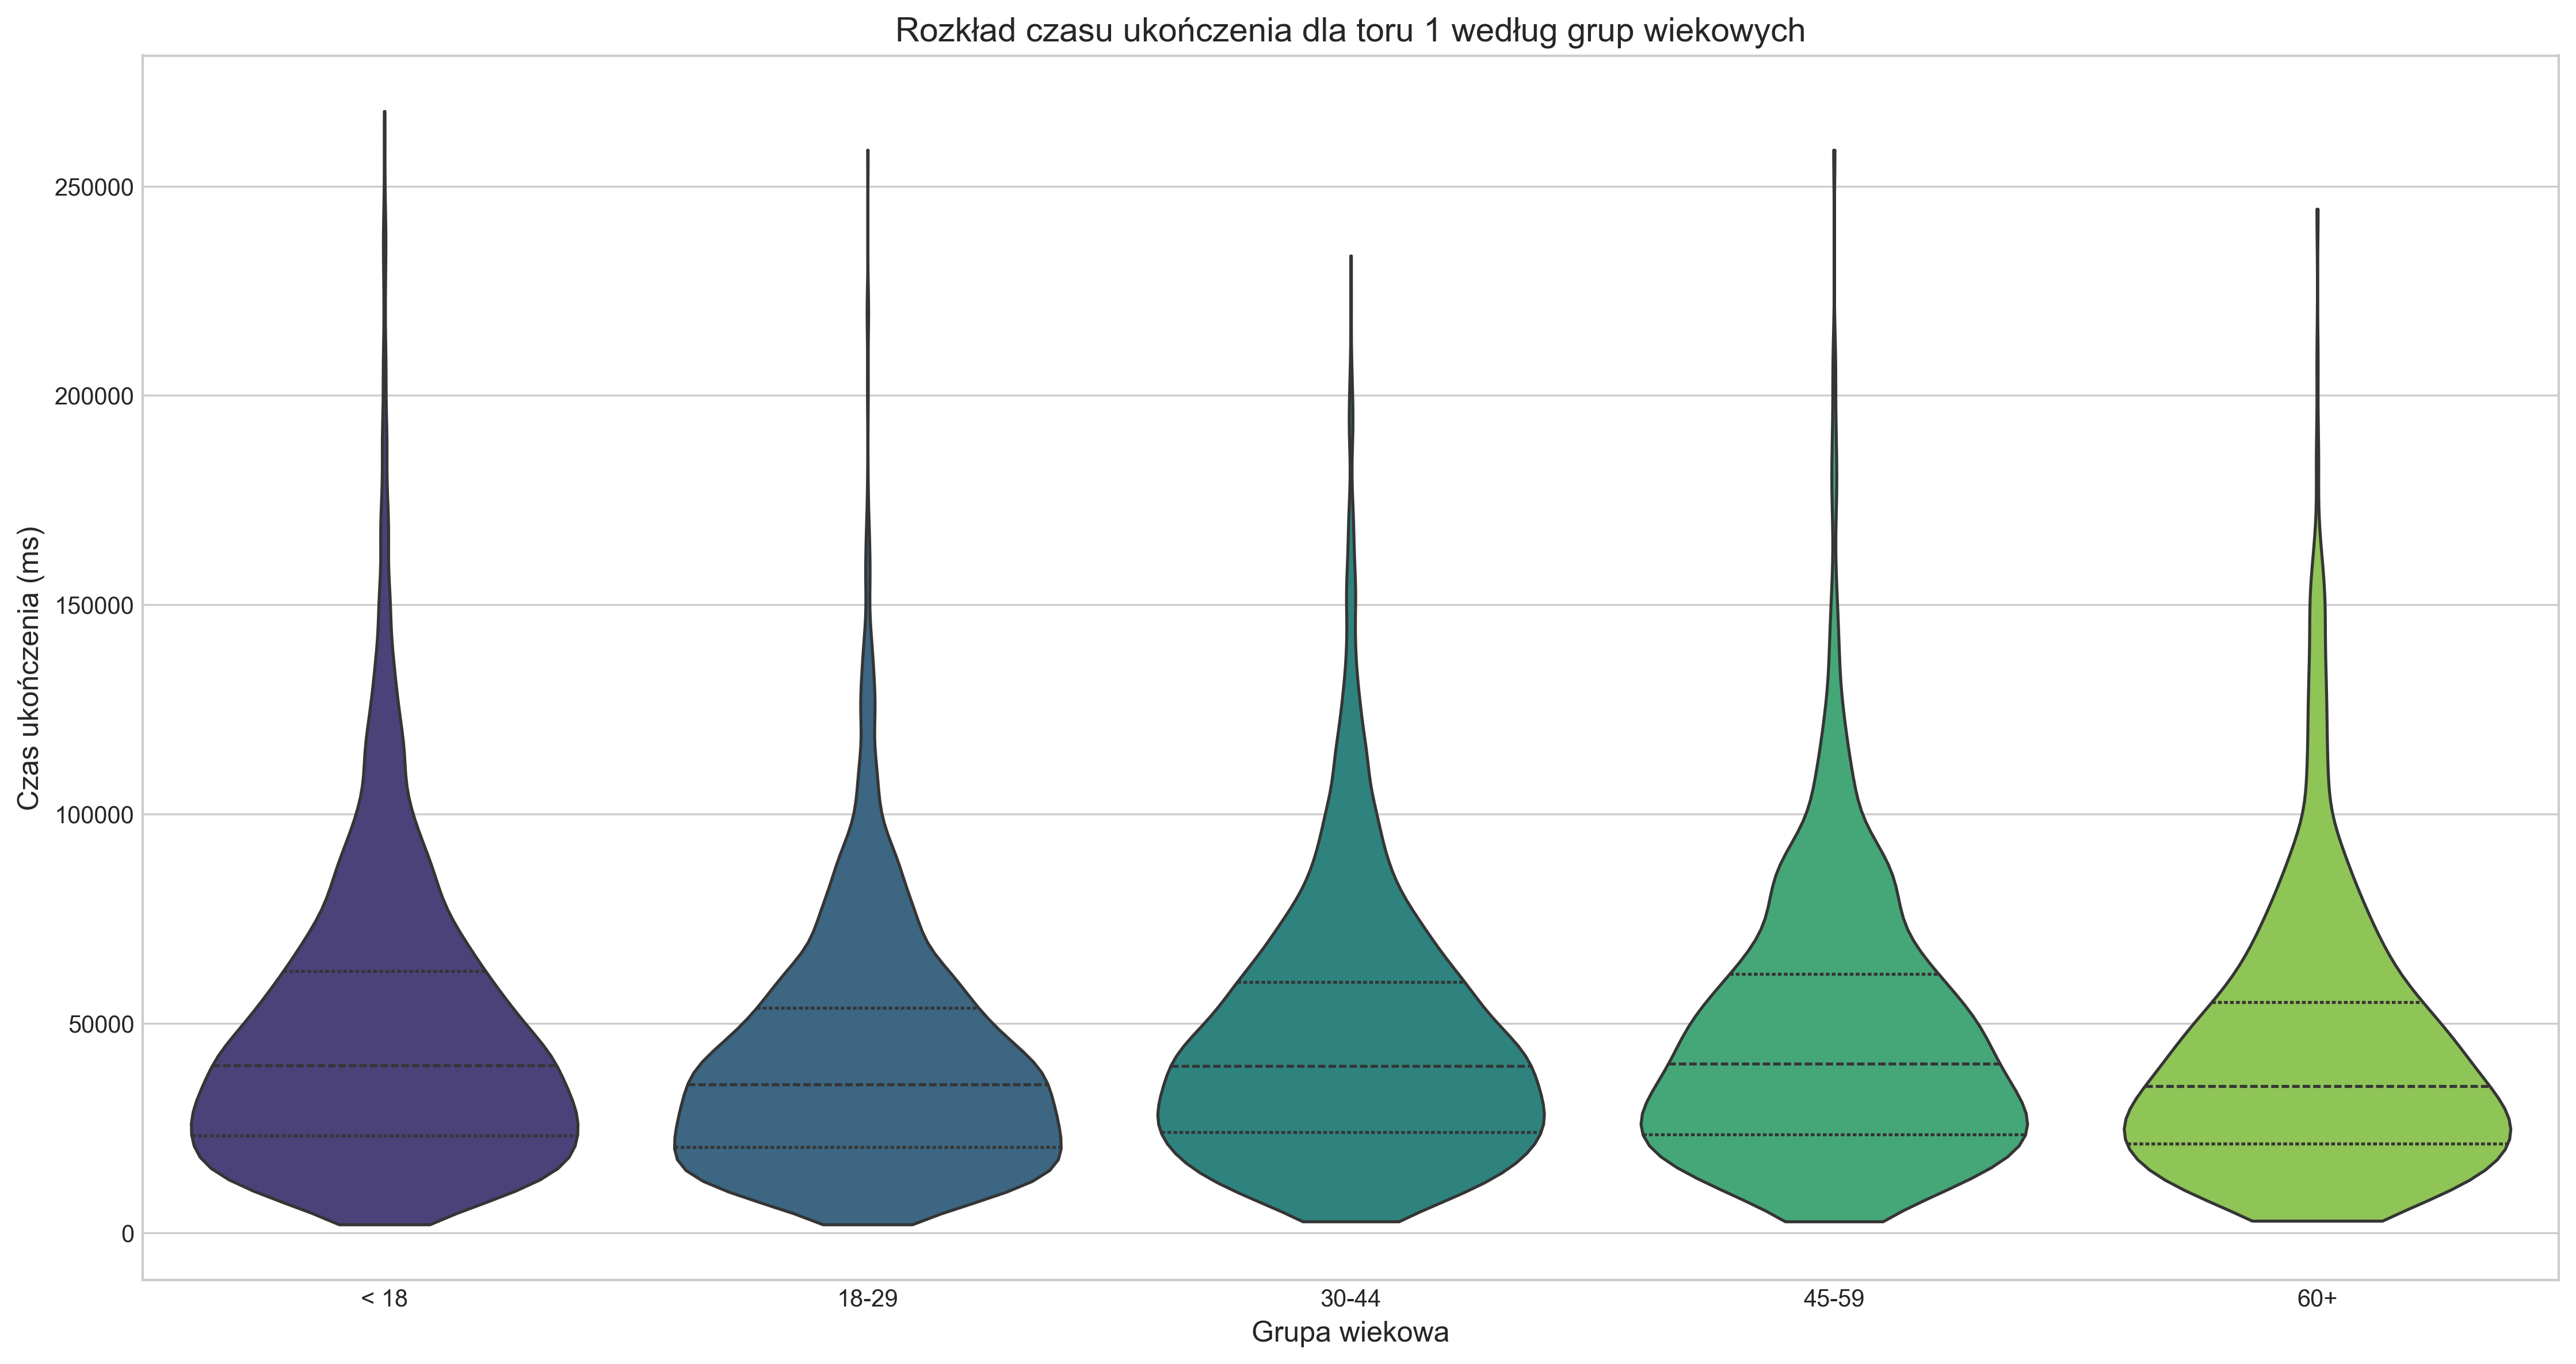 Rozkład czasu ukończenia dla toru 1 według grup wiekowych
Czas ukończenia (ms)
250000
200000
150000
100000
50000
0
< 18 18-29 30-44 45-59 60+
Grupa wiekowa